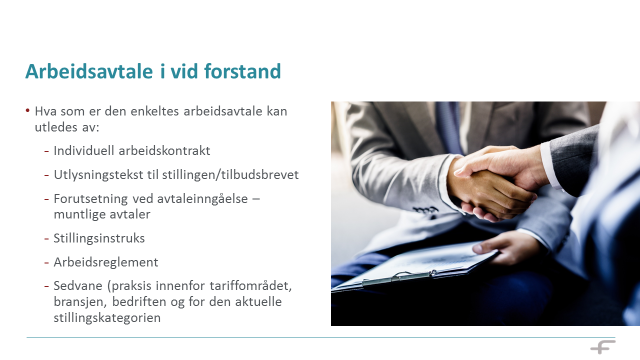 Arbeidsavtale i vid forstand
• Hva som er den enkeltes arbeidsavtale kan
utledes av:
- Individuell arbeidskontrakt
- Utlysningstekst til stillingen/tilbudsbrevet
- Forutsetning ved avtaleinngåelse –
muntlige avtaler
- Stillingsinstruks
- Arbeidsreglement
- Sedvane (praksis innenfor tariffområdet,
bransjen, bedriften og for den aktuelle
stillingskategorien